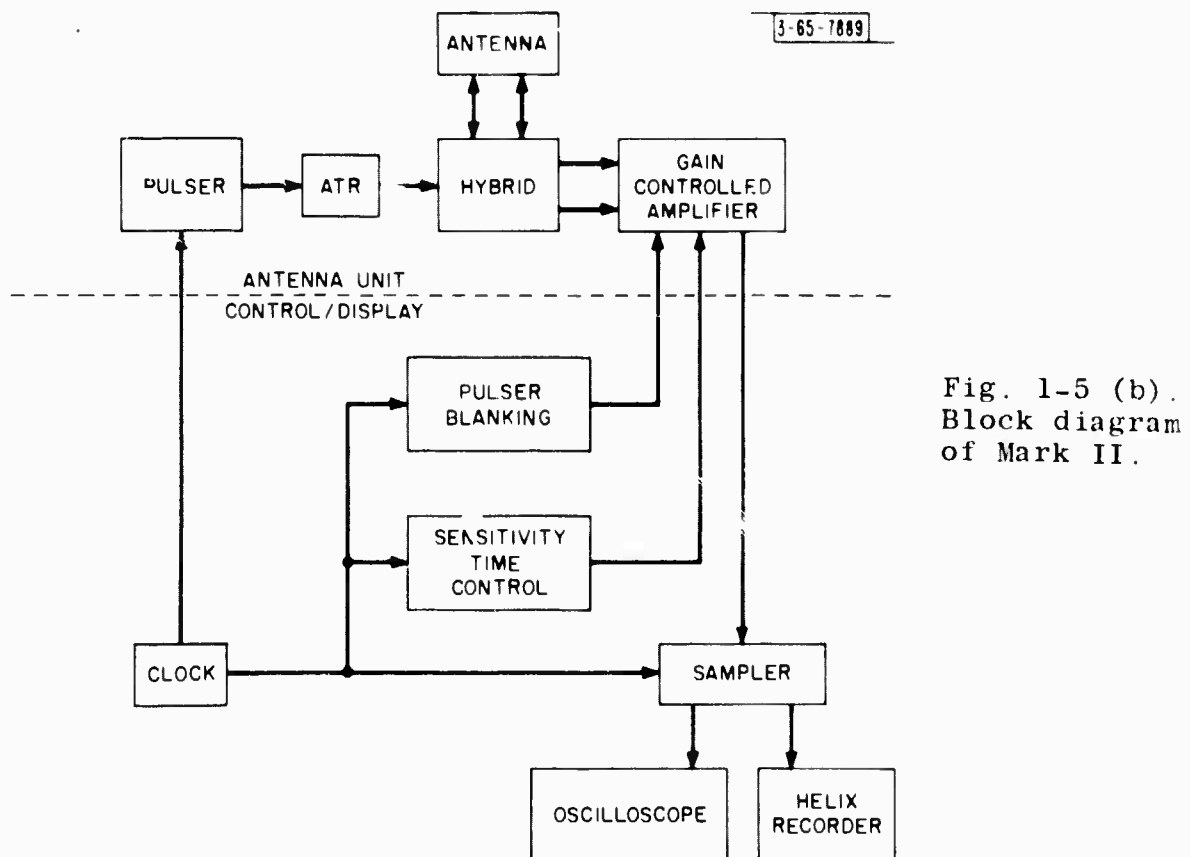 3-65-7889
ANTENNA
PULSER
ATR
HYBRID
GAIN
CONTROLLED
AMPLIFIER
ANTENNA UNIT
CONTROL/DISPLAY
PULSER
BLANKING
Fig. 1-5 (b).
Block diagram
of Mark II.
SENSITIVITY
TIME
CONTROL
CLOCK
SAMPLER
OSCILLOSCOPE
HELIX
RECORDER